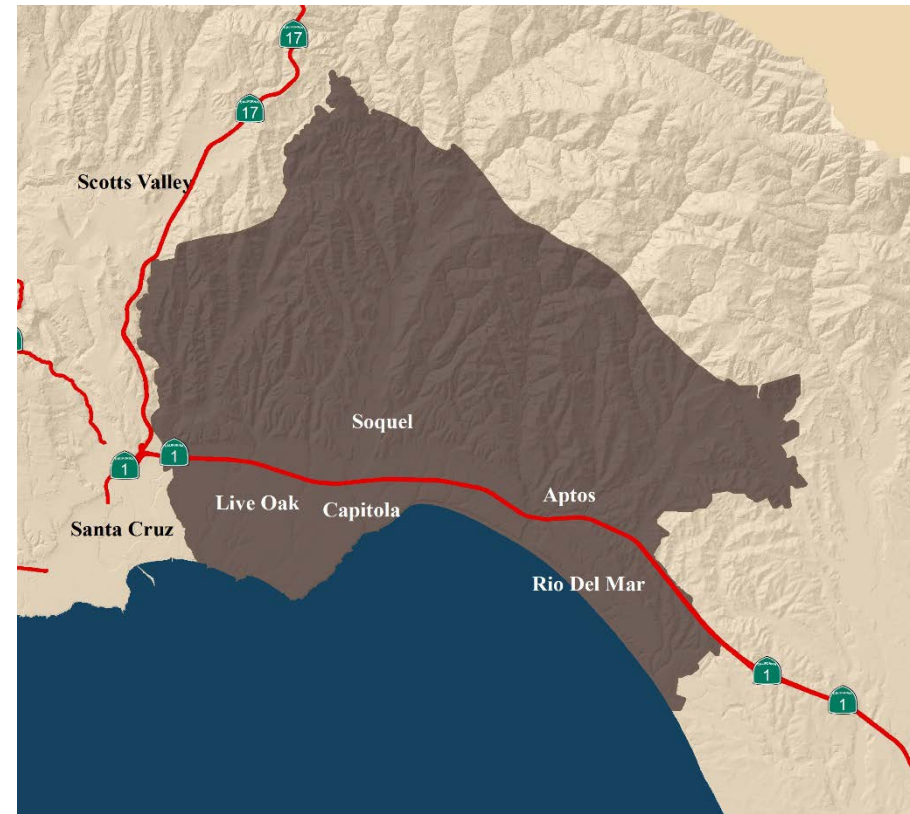 17
17
Scotts Valley
Soquel
1
1
Live Oak
Capitola
Aptos
Santa Cruz
Rio Del Mar
1
1